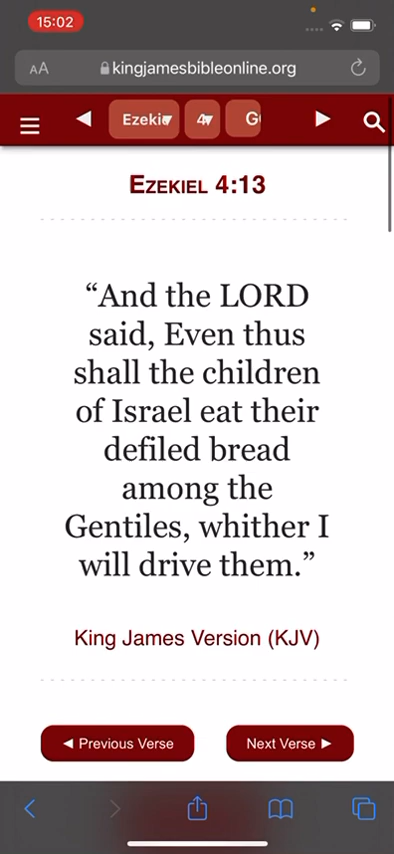 15:02
AA kingjamesbibleonline.org
Ezekie 4 G
EZEKIEL 4:13
“And the LORD
said, Even thus
shall the children
of Israel eat their
defiled bread
among the
Gentiles, whither I
will drive them.”
King James Version (KJV)
◄ Previous Verse Next Verse ►